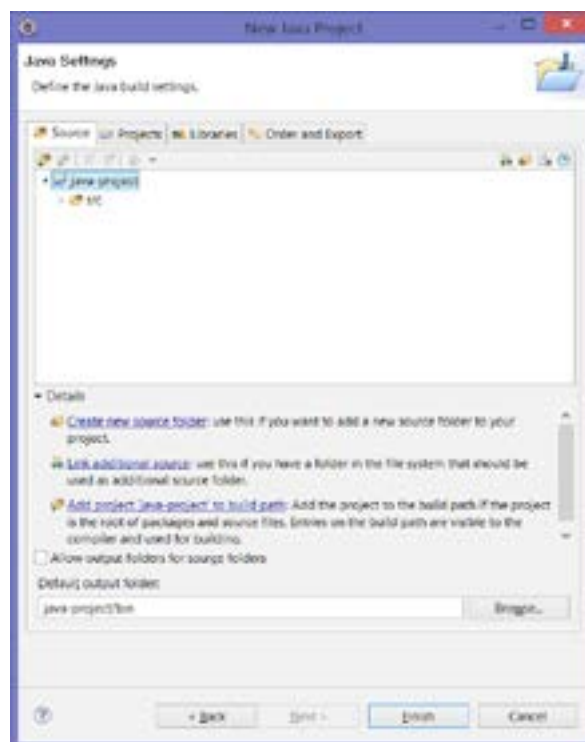 New Java Project
Java Settings
Define the Java build settings.
Source Projects Libraries Order and Export
java-project
src
Details
Create new source folder: use this if you want to add a new source folder to your
project.
Link additional source: use this if you have a folder in the file system that should be
used as additional source folder.
Add project 'java-project' to build path: Add the project to the build path if the project
is the root of packages and source files. Entries on the build path are visible to the
compiler and used for building.
Allow output folders for source folders
Default output folder:
java-project/bin
Browse...
< Back
Next >
Finish
Cancel